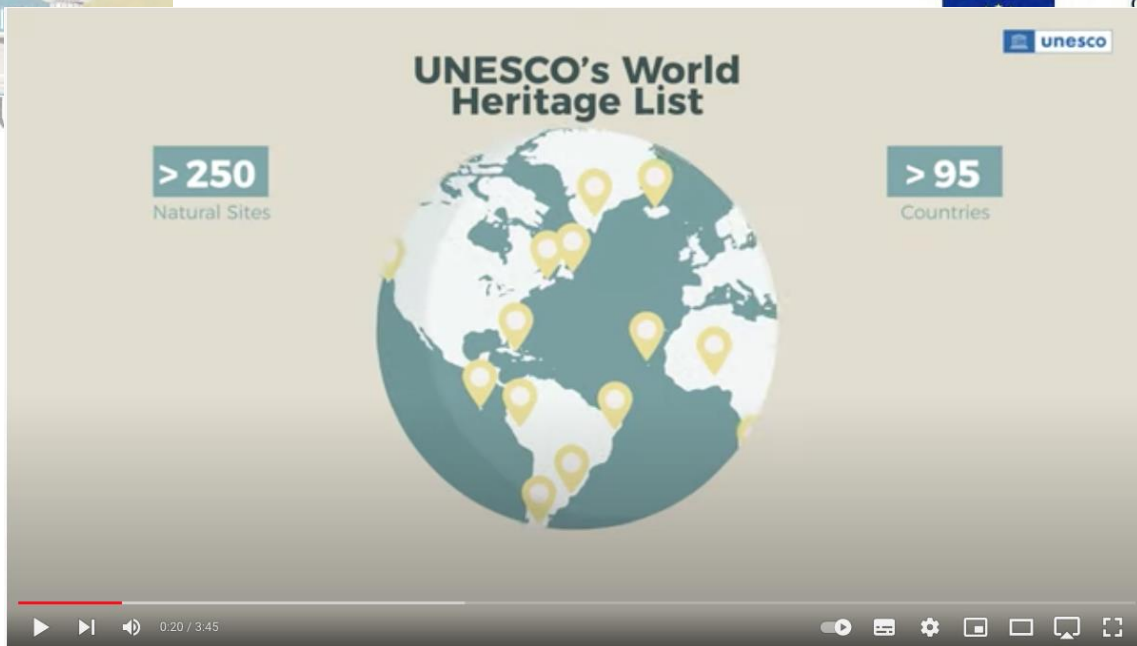 unesco
UNESCO's World
Heritage List
> 250
Natural Sites
> 95
Countries
0:20 / 3:45